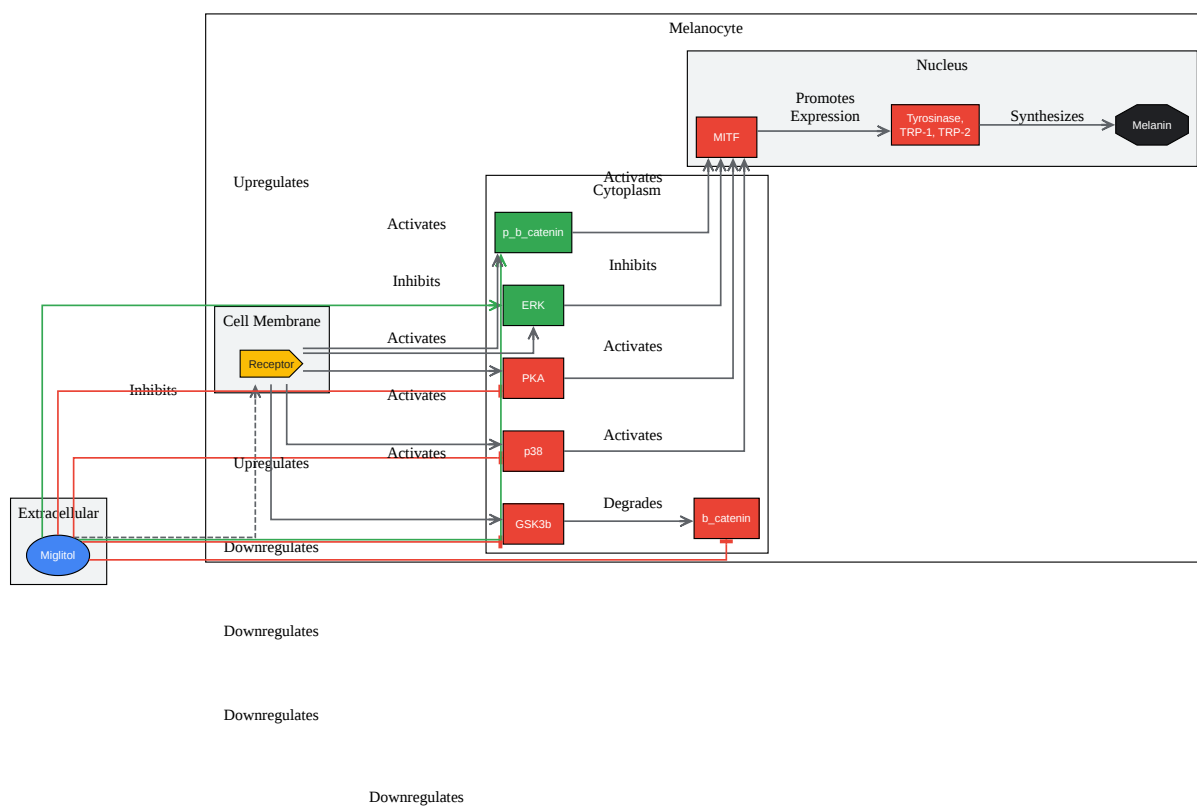 Melanocyte
Nucleus
Promotes
Expression
MITF
Tyrosinase,
TRP-1, TRP-2
Synthesizes
Melanin
Upregulates
Activates
Cytoplasm
Activates
p_b_catenin
Inhibits
Inhibits
ERK
Cell Membrane
Activates
Activates
Receptor
PKA
Inhibits
Activates
Activates
p38
Upregulates
Activates
Degrades
Extracellular
GSK3b
b_catenin
Miglitol
Downregulates
Downregulates
Downregulates
Downregulates